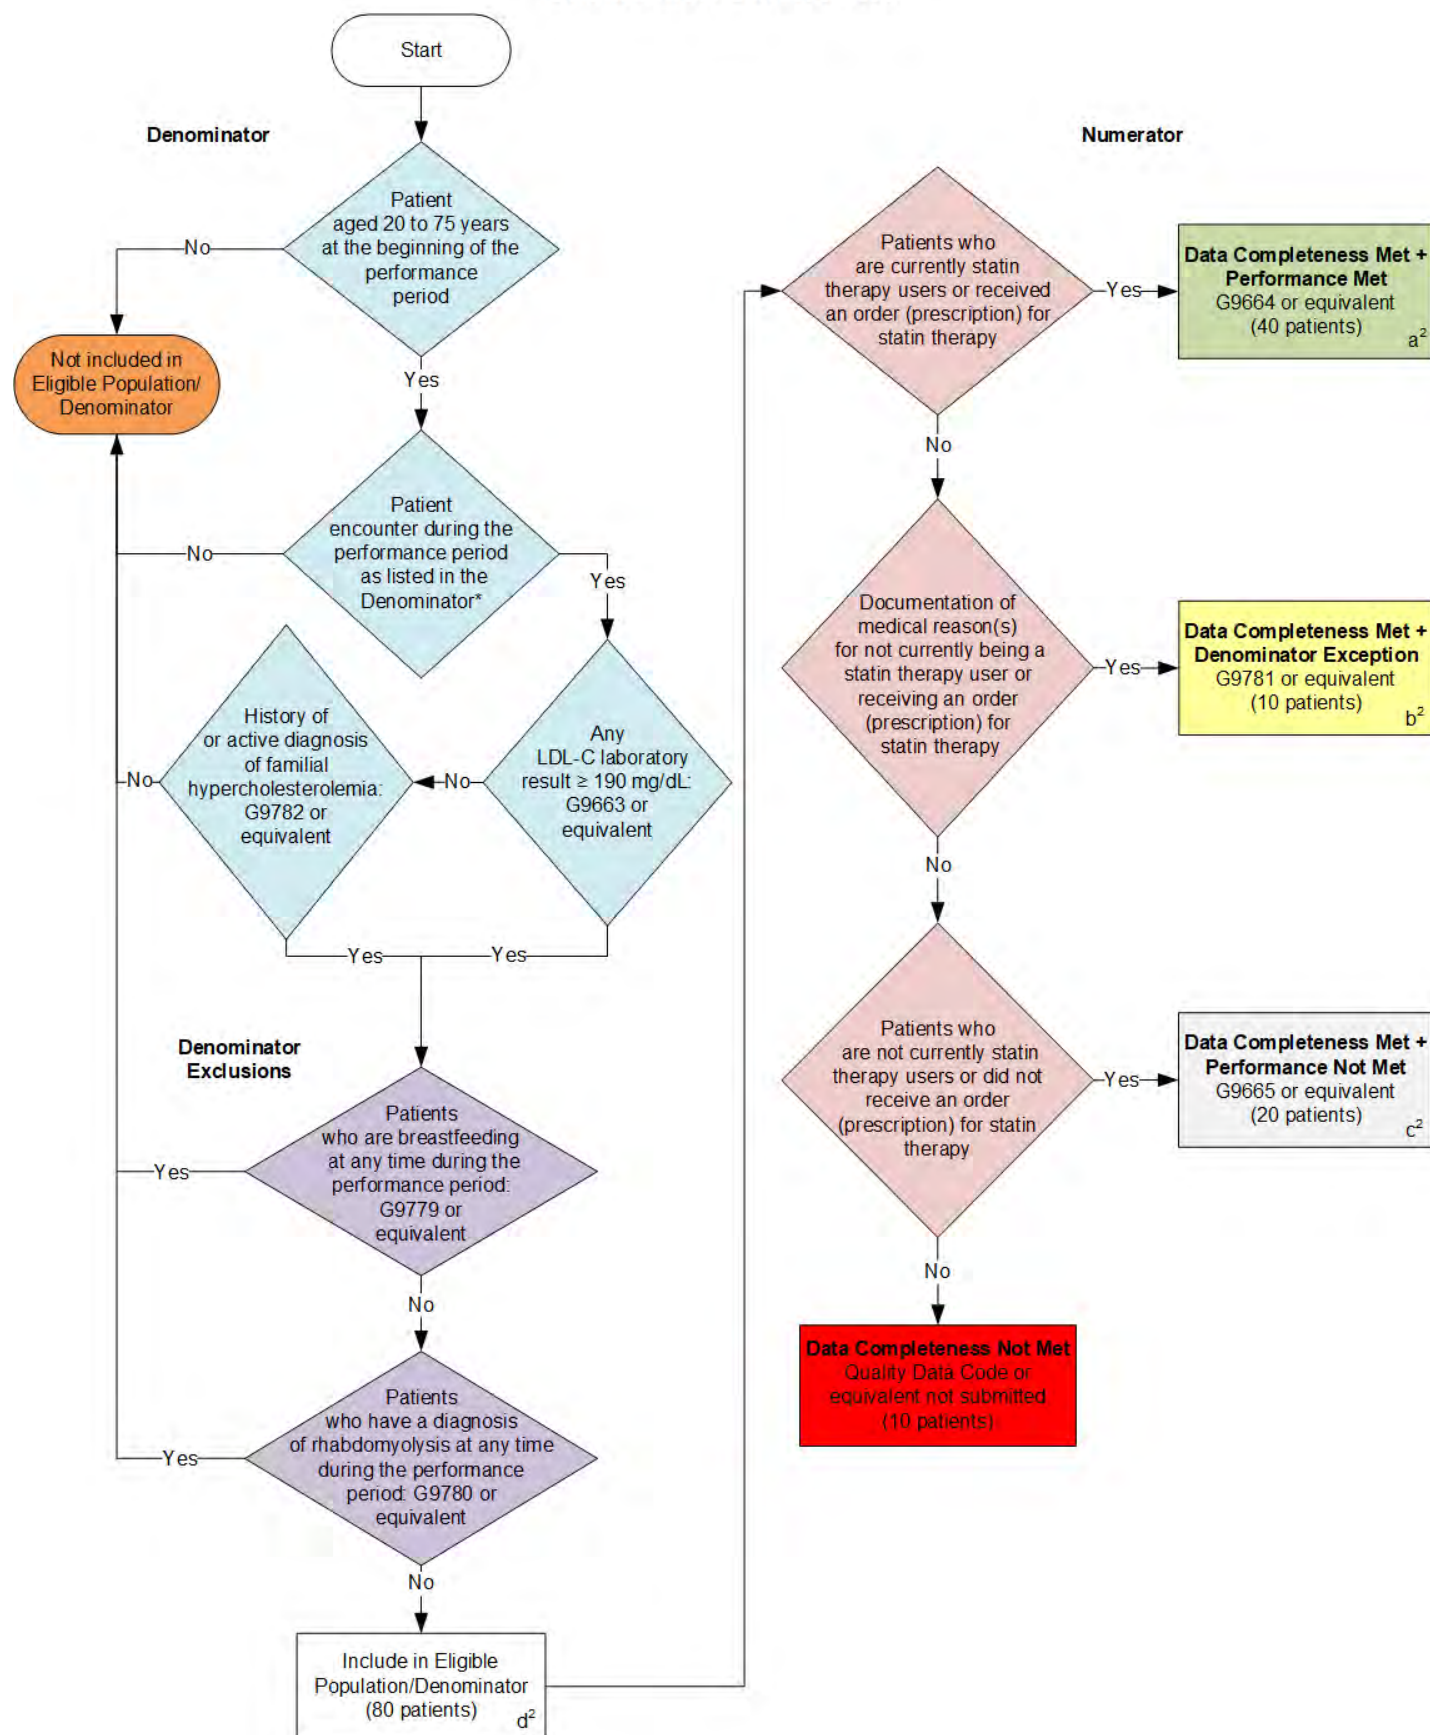 Start
Denominator
Patient
aged 20 to 75 years
at the beginning of the
performance
period
No
Not included in
Eligible Population/
Denominator
Yes
Patient
encounter during the
performance period
as listed in the
Denominator*
No
Yes
History of
or active diagnosis
of familial
hypercholesterolemia:
G9782 or
equivalent
No
No
Any
LDL-C laboratory
result ≥ 190 mg/dL:
G9663 or
equivalent
Yes
Yes
Denominator
Exclusions
Patients
who are breastfeeding
at any time during the
performance period:
G9779 or
equivalent
Yes
No
Patients
who have a diagnosis
of rhabdomyolysis at any time
during the performance
period: G9780 or
equivalent
Yes
No
Include in Eligible
Population/Denominator
(80 patients)
d²
Numerator
Patients who
are currently statin
therapy users or received
an order (prescription) for
statin therapy
Yes
Data Completeness Met +
Performance Met
G9664 or equivalent
(40 patients)
a²
No
Documentation of
medical reason(s)
for not currently being a
statin therapy user or
receiving an order
(prescription) for
statin therapy
Yes
Data Completeness Met +
Denominator Exception
G9781 or equivalent
(10 patients)
b²
No
Patients who
are not currently statin
therapy users or did not
receive an order
(prescription) for statin
therapy
Yes
Data Completeness Met +
Performance Not Met
G9665 or equivalent
(20 patients)
c²
No
Data Completeness Not Met
Quality Data Code or
equivalent not submitted
(10 patients)